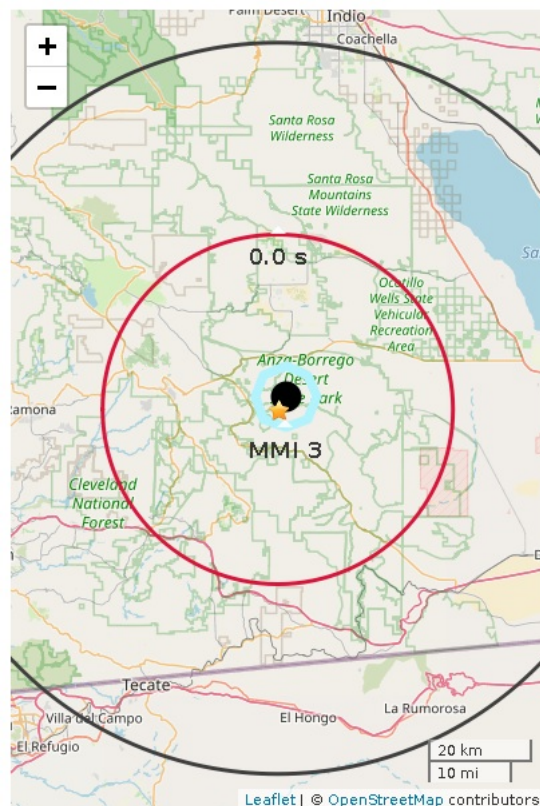 +
−
Palm Desert
Indio
Coachella
Santa Rosa
Wilderness
Santa Rosa
Mountains
State Wilderness
0.0 s
Ocotillo
Wells State
Vehicular
Recreation
Area
Anza-Borrego
Desert
MMI 3
Cleveland
National
Forest
Tecate
Villa del Campo
El Hongo
La Rumorosa
El Refugio
20 km
10 mi
Leaflet | © OpenStreetMap contributors